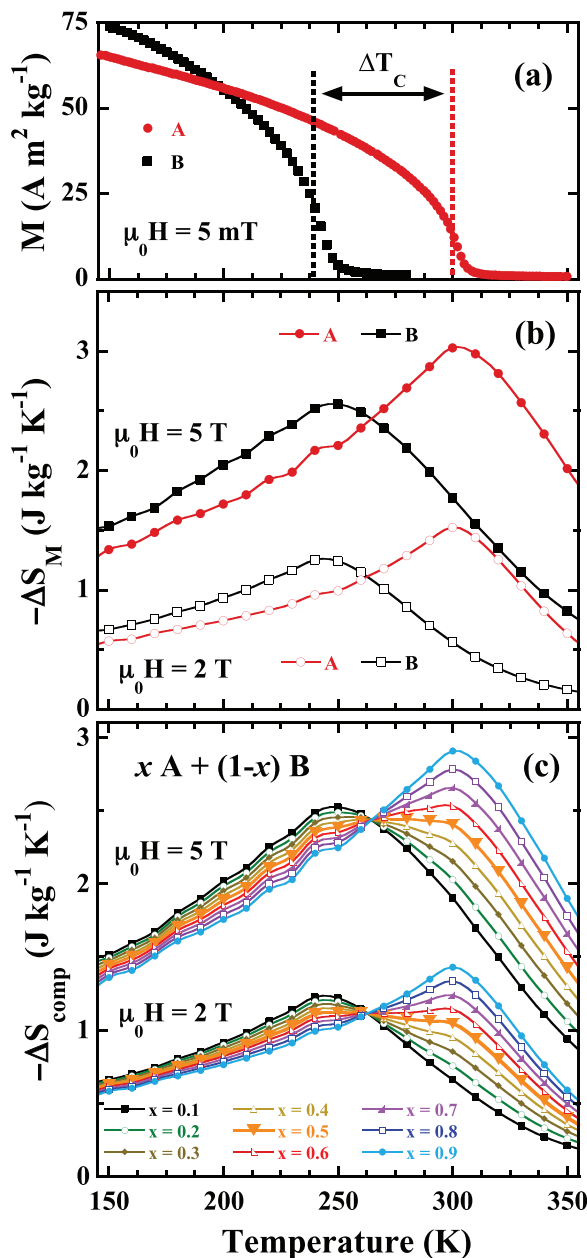 75
50
25
0
M (A m² kg⁻¹)
(a)
ΔT_C
A
B
μ₀H = 5 mT
3
2
1
0
−ΔS_M (J kg⁻¹ K⁻¹)
(b)
A B
μ₀H = 5 T
μ₀H = 2 T
A B
3
2
1
0
−ΔS_comp (J kg⁻¹ K⁻¹)
x A + (1-x) B
(c)
μ₀H = 5 T
μ₀H = 2 T
x = 0.1 x = 0.4 x = 0.7
x = 0.2 x = 0.5 x = 0.8
x = 0.3 x = 0.6 x = 0.9
150 200 250 300 350
Temperature (K)